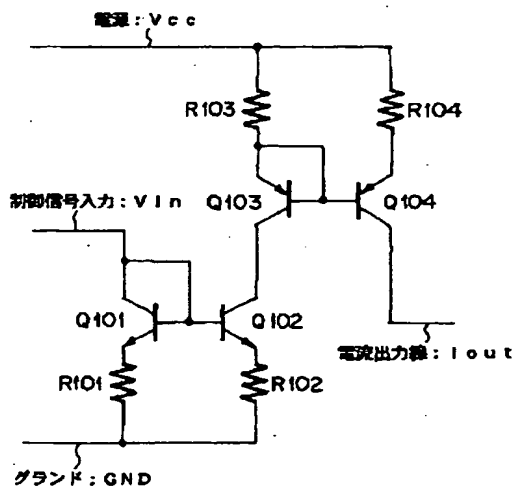 電源：Vcc
R103
R104
制御信号入力：VIn
Q103
Q104
Q101
Q102
電流出力線：Iout
R101
R102
グランド：GND